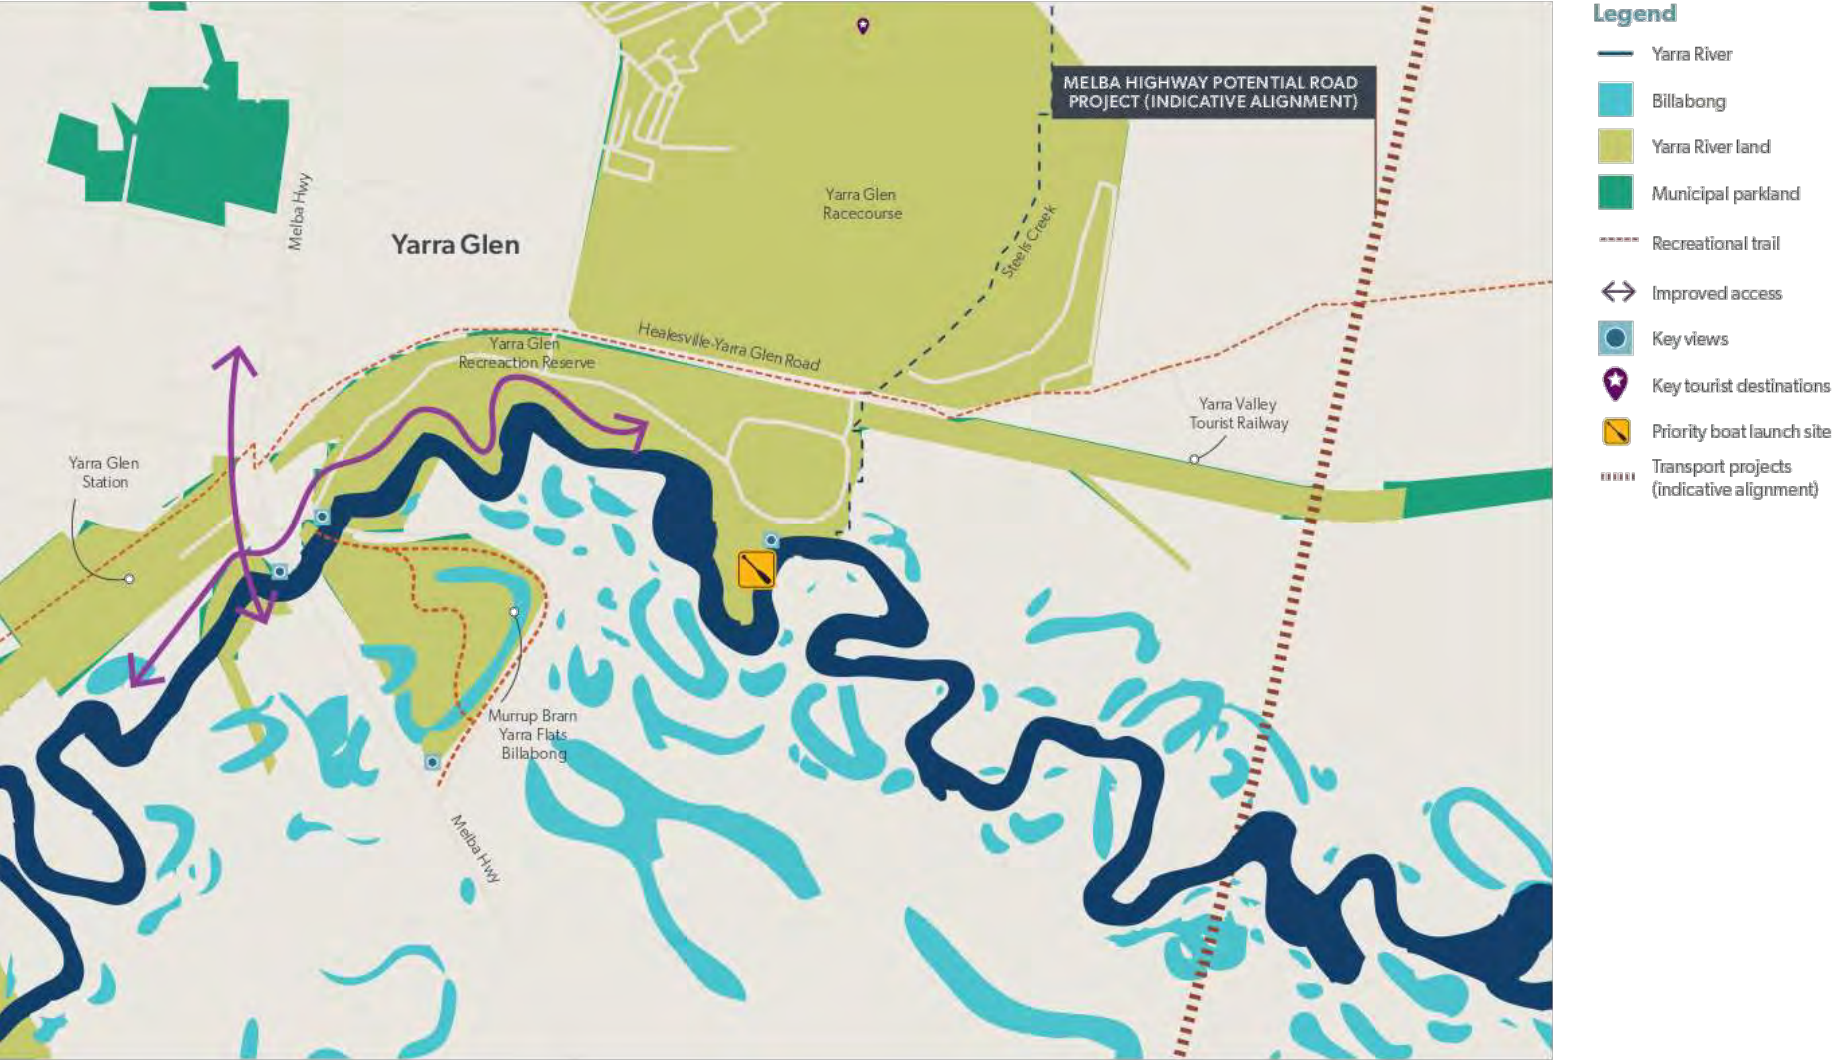 MELBA HIGHWAY POTENTIAL ROAD
PROJECT (INDICATIVE ALIGNMENT)
Melba Hwy
Yarra Glen
Yarra Glen
Racecourse
Steels Creek
Healesville-Yarra Glen Road
Yarra Glen
Recreaction Reserve
Yarra Valley
Tourist Railway
Yarra Glen
Station
Murrup Brarn
Yarra Flats
Billabong
Melba Hwy
Legend
Yarra River
Billabong
Yarra River land
Municipal parkland
Recreational trail
Improved access
Key views
Key tourist destinations
Priority boat launch site
Transport projects
(indicative alignment)